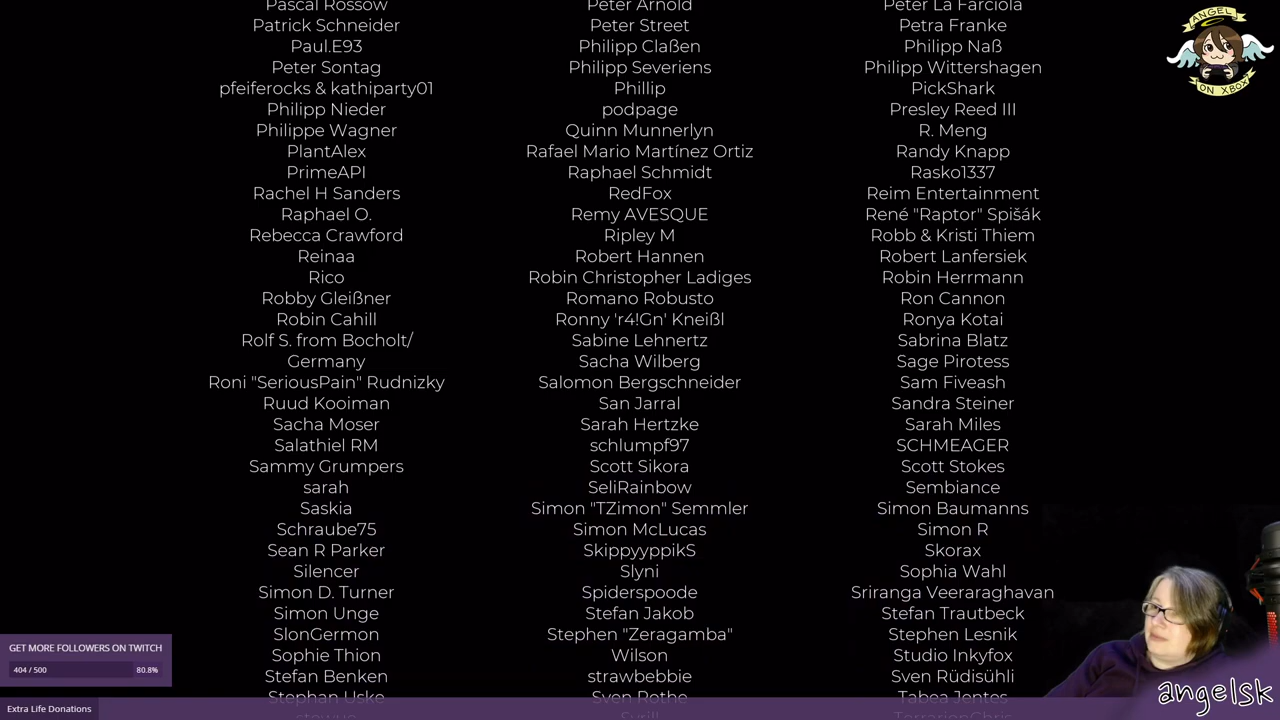 Pascal Rossow
Patrick Schneider
Paul.E93
Peter Sontag
pfeiferocks & kathiparty01
Philipp Nieder
Philippe Wagner
PlantAlex
PrimeAPI
Rachel H Sanders
Raphael O.
Rebecca Crawford
Reinaa
Rico
Robby Gleißner
Robin Cahill
Rolf S. from Bocholt/
Germany
Roni "SeriousPain" Rudnizky
Ruud Kooiman
Sacha Moser
Salathiel RM
Sammy Grumpers
sarah
Saskia
Schraube75
Sean R Parker
Silencer
Simon D. Turner
Simon Unge
SlonGermon
Sophie Thion
Stefan Benken
Stephan Uske
Peter Arnold
Peter Street
Philipp Claßen
Philipp Severiens
Phillip
podpage
Quinn Munnerlyn
Rafael Mario Martínez Ortiz
Raphael Schmidt
RedFox
Remy AVESQUE
Ripley M
Robert Hannen
Robin Christopher Ladiges
Romano Robusto
Ronny 'r4!Gn' Kneißl
Sabine Lehnertz
Sacha Wilberg
Salomon Bergschneider
San Jarral
Sarah Hertzke
schlumpf97
Scott Sikora
SeliRainbow
Simon "TZimon" Semmler
Simon McLucas
SkippyyppikS
Slyni
Spiderspoode
Stefan Jakob
Stephen "Zeragamba"
Wilson
strawbebbie
Sven Rothe
Syrill
Peter La Farciola
Petra Franke
Philipp Naß
Philipp Wittershagen
PickShark
Presley Reed III
R. Meng
Randy Knapp
Rasko1337
Reim Entertainment
René "Raptor" Spišák
Robb & Kristi Thiem
Robert Lanfersiek
Robin Herrmann
Ron Cannon
Ronya Kotai
Sabrina Blatz
Sage Pirotess
Sam Fiveash
Sandra Steiner
Sarah Miles
SCHMEAGER
Scott Stokes
Sembiance
Simon Baumanns
Simon R
Skorax
Sophia Wahl
Sriranga Veeraraghavan
Stefan Trautbeck
Stephen Lesnik
Studio Inkyfox
Sven Rüdisühli
Tabea Jentes
ANGEL
ON XBOX
GET MORE FOLLOWERS ON TWITCH
404 / 500 80.8%
Extra Life Donations
angelsk